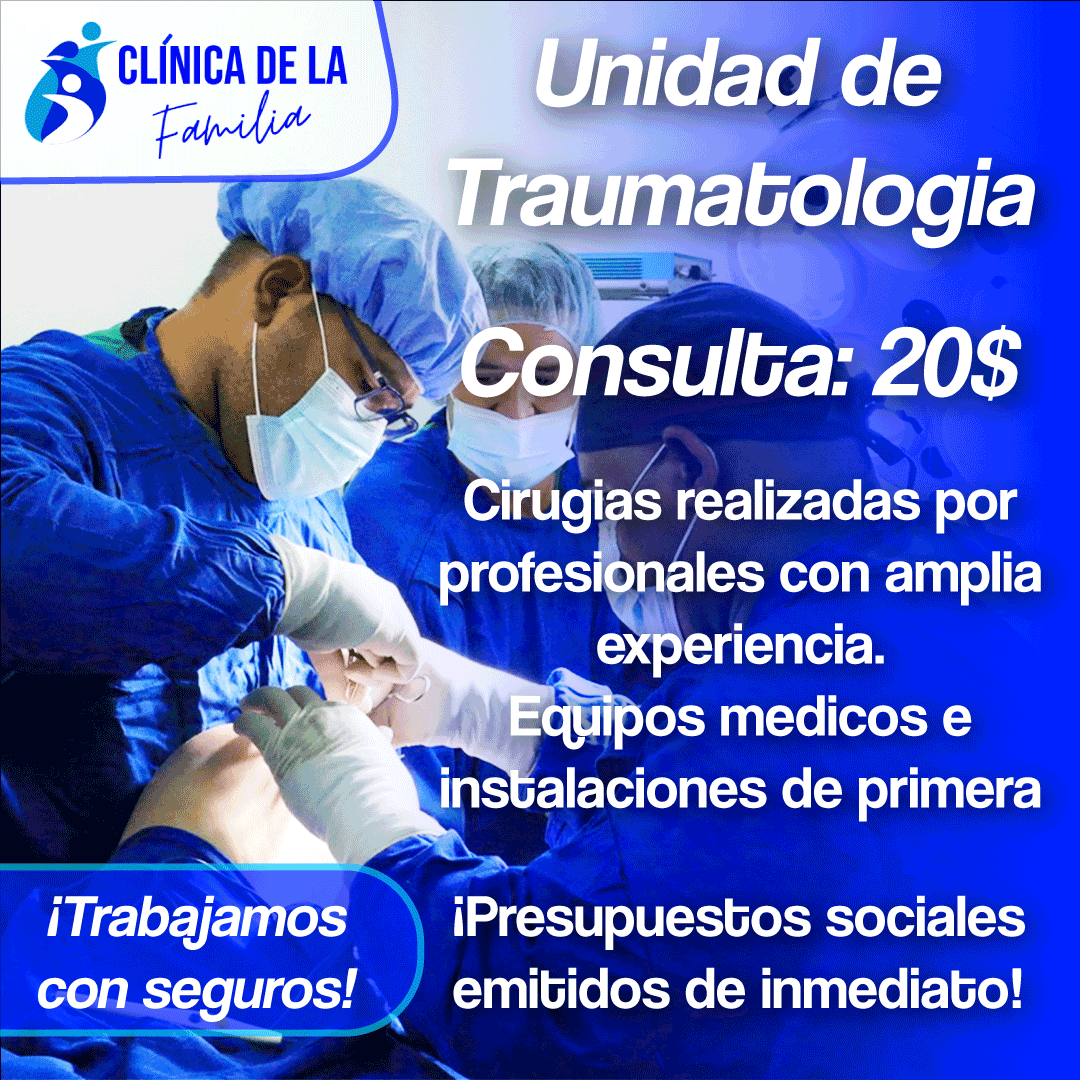 CLÍNICA DE LA
Familia
Unidad de
Traumatologia
Consulta: 20$
Cirugias realizadas por
profesionales con amplia
experiencia.
Equipos medicos e
instalaciones de primera
¡Trabajamos
con seguros!
¡Presupuestos sociales
emitidos de inmediato!